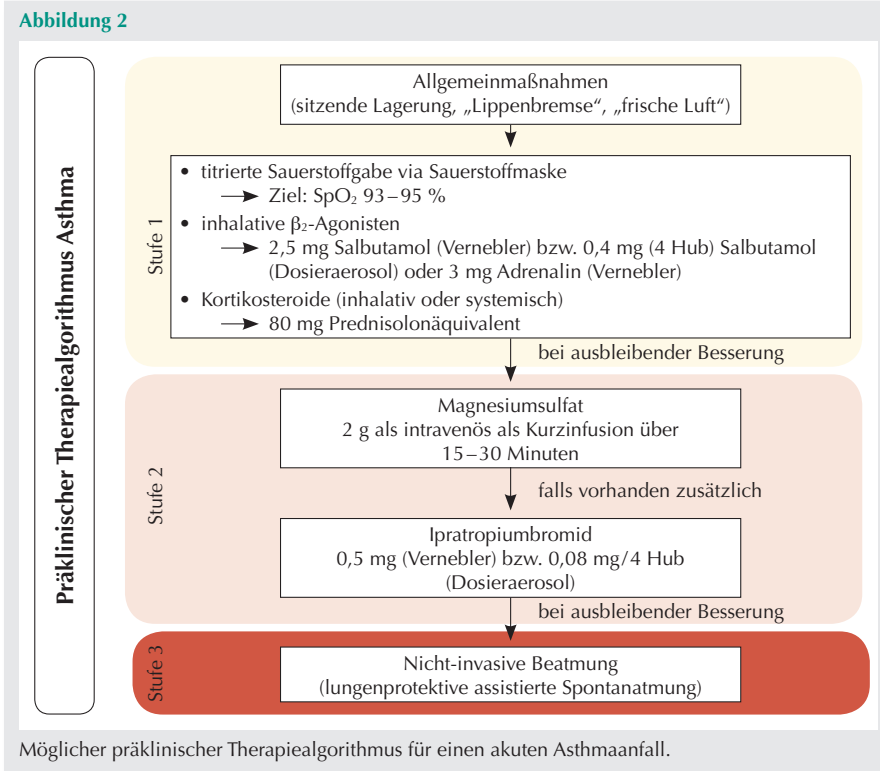 Abbildung 2
Präklinischer Therapiealgorithmus Asthma
Stufe 1
Allgemeinmaßnahmen
(sitzende Lagerung, „Lippenbremse“, „frische Luft“)
• titrierte Sauerstoffgabe via Sauerstoffmaske
→ Ziel: SpO₂ 93–95 %
• inhalative β₂-Agonisten
→ 2,5 mg Salbutamol (Vernebler) bzw. 0,4 mg (4 Hub) Salbutamol
(Dosieraerosol) oder 3 mg Adrenalin (Vernebler)
• Kortikosteroide (inhalativ oder systemisch)
→ 80 mg Prednisolonäquivalent
bei ausbleibender Besserung
Stufe 2
Magnesiumsulfat
2 g als intravenös als Kurzinfusion über
15–30 Minuten
falls vorhanden zusätzlich
Ipratropiumbromid
0,5 mg (Vernebler) bzw. 0,08 mg/4 Hub
(Dosieraerosol)
bei ausbleibender Besserung
Stufe 3
Nicht-invasive Beatmung
(lungenprotektive assistierte Spontanatmung)
Möglicher präklinischer Therapiealgorithmus für einen akuten Asthmaanfall.